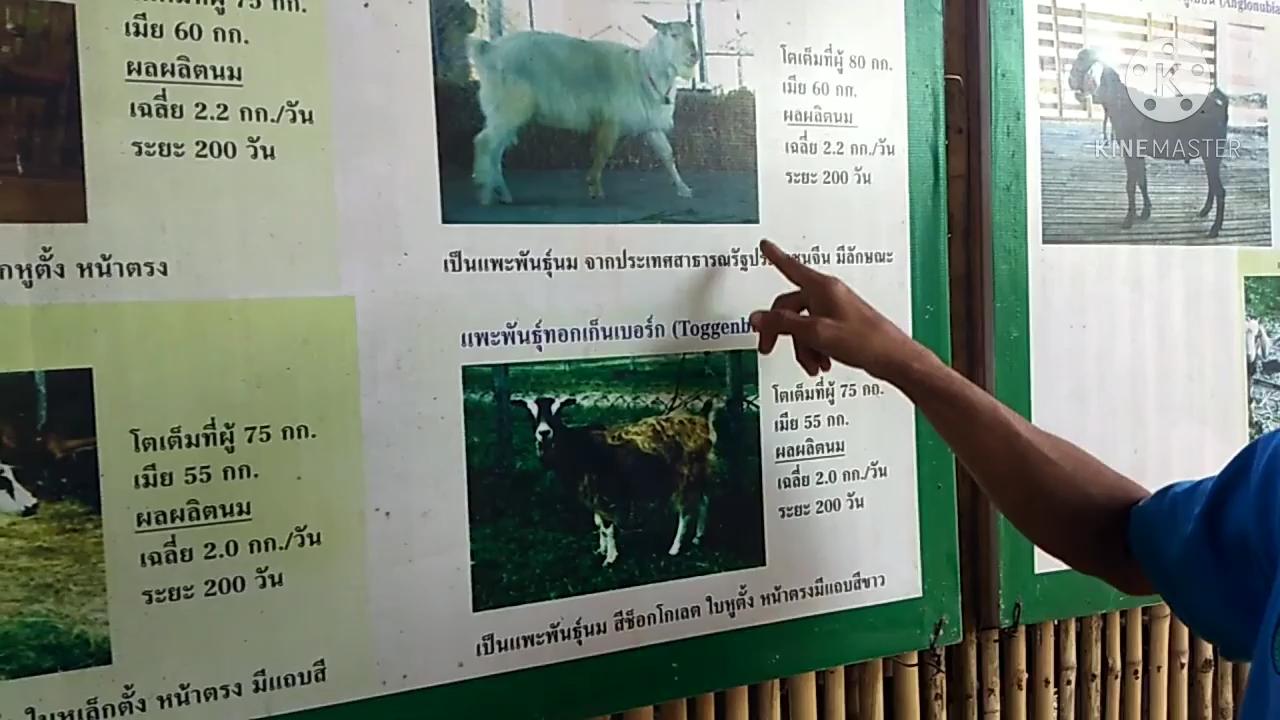 75 กก.
เมีย 60 กก.
ผลผลิตนม
เฉลี่ย 2.2 กก./วัน
ระยะ 200 วัน
หูตั้ง หน้าตรง
โตเต็มที่ผู้ 75 กก.
เมีย 55 กก.
ผลผลิตนม
เฉลี่ย 2.0 กก./วัน
ระยะ 200 วัน
ใบหูเล็กตั้ง หน้าตรง มีแถบสี
โตเต็มที่ผู้ 80 กก.
เมีย 60 กก.
ผลผลิตนม
เฉลี่ย 2.2 กก./วัน
ระยะ 200 วัน
เป็นแพะพันธุ์นม จากประเทศสาธารณรัฐประชาชนจีน มีลักษณะ
แพะพันธุ์ทอกเก็นเบอร์ก (Toggenb
โตเต็มที่ผู้ 75 กก.
เมีย 55 กก.
ผลผลิตนม
เฉลี่ย 2.0 กก./วัน
ระยะ 200 วัน
เป็นแพะพันธุ์นม สีช็อกโกเลต ใบหูตั้ง หน้าตรงมีแถบสีขาว
(Anglonubia
K
KINEMASTER